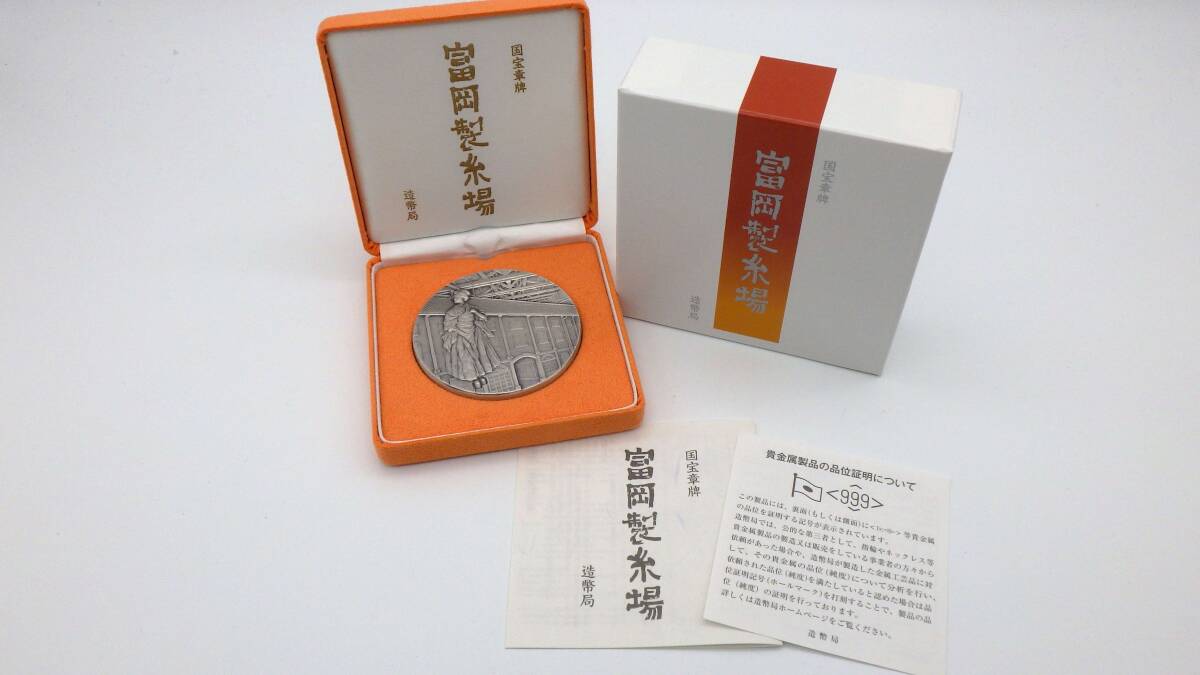 国宝章牌
富岡製糸場
造幣局
国宝章牌
富岡製糸場
造幣局
国宝章牌
富岡製糸場
造幣局
貴金属製品の品位証明について
<999>
この製品には、裏面(もしくは側面)に<1000>等貴金属
の品位を証明する記号が表示されています。
造幣局では、公的な第三者として、指輪やネックレス等
貴金属製品の製造又は販売をしている事業者の方々から
依頼があった場合や、造幣局が製造した金属工芸品に対
して、その貴金属の品位(純度)について分析を行い、
依頼された品位(純度)を満たしていると認めた場合は品
位証明記号(ホールマーク)を打刻することで、製品の品
位(純度)の証明を行っております。
詳しくは造幣局ホームページをご覧ください。
造幣局